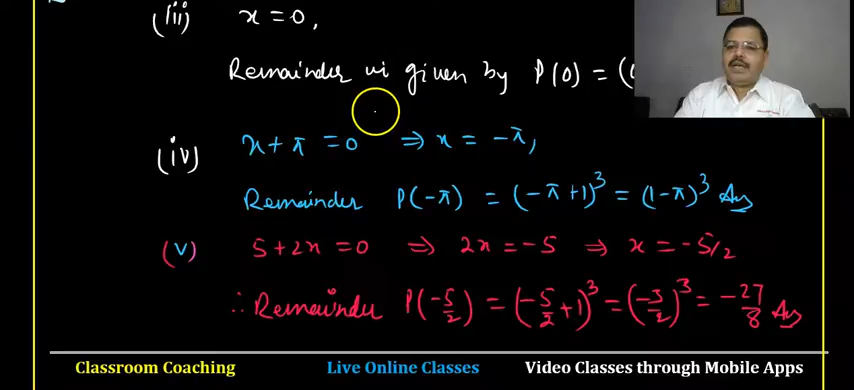 (iii) x = 0,
Remainder is given by P(0) = (
(iv) x + π = 0 ⇒ x = -π,
Remainder P(-π) = (-π+1)³ = (1-π)³ Ans
(v) 5+2x = 0 ⇒ 2x = -5 ⇒ x = -5/2
∴ Remainder P(-5/2) = (-5/2+1)³ = (-3/2)³ = -27/8 Ans
Classroom Coaching Live Online Classes Video Classes through Mobile Apps